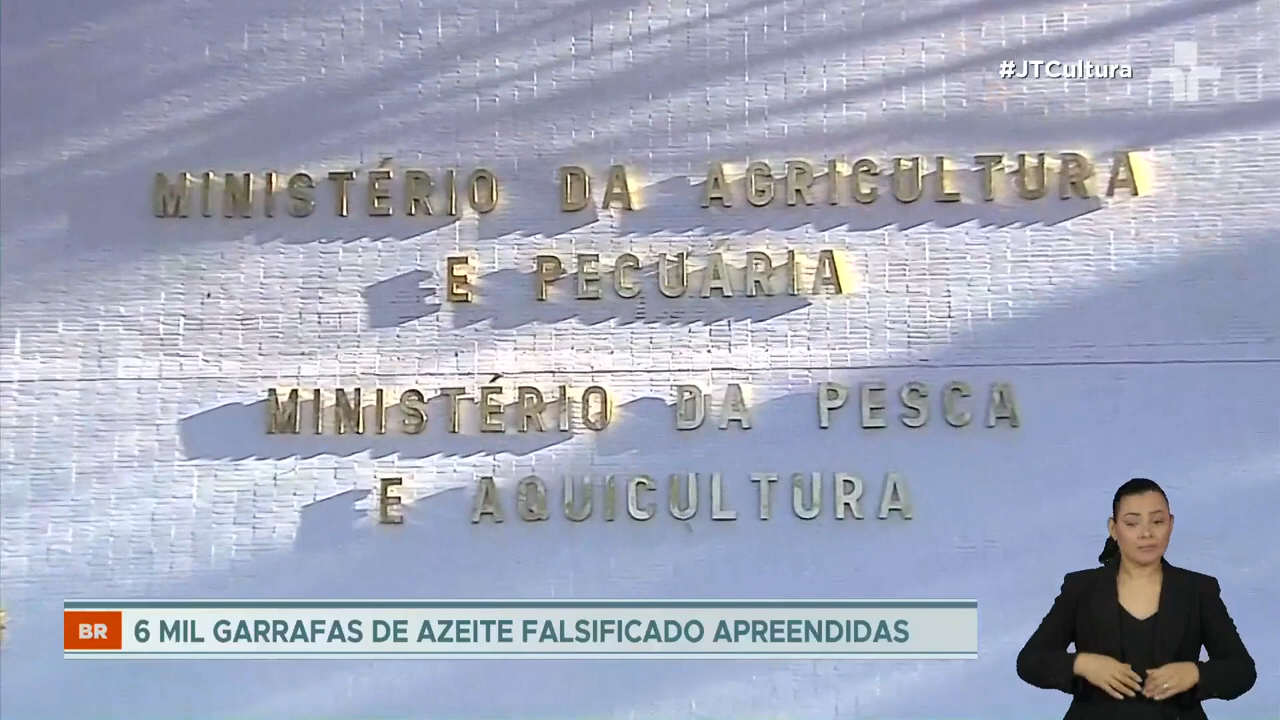 #JTCultura
MINISTÉRIO DA AGRICULTURA
E PECUÁRIA
MINISTÉRIO DA PESCA
E AQUICULTURA
BR 6 MIL GARRAFAS DE AZEITE FALSIFICADO APREENDIDAS